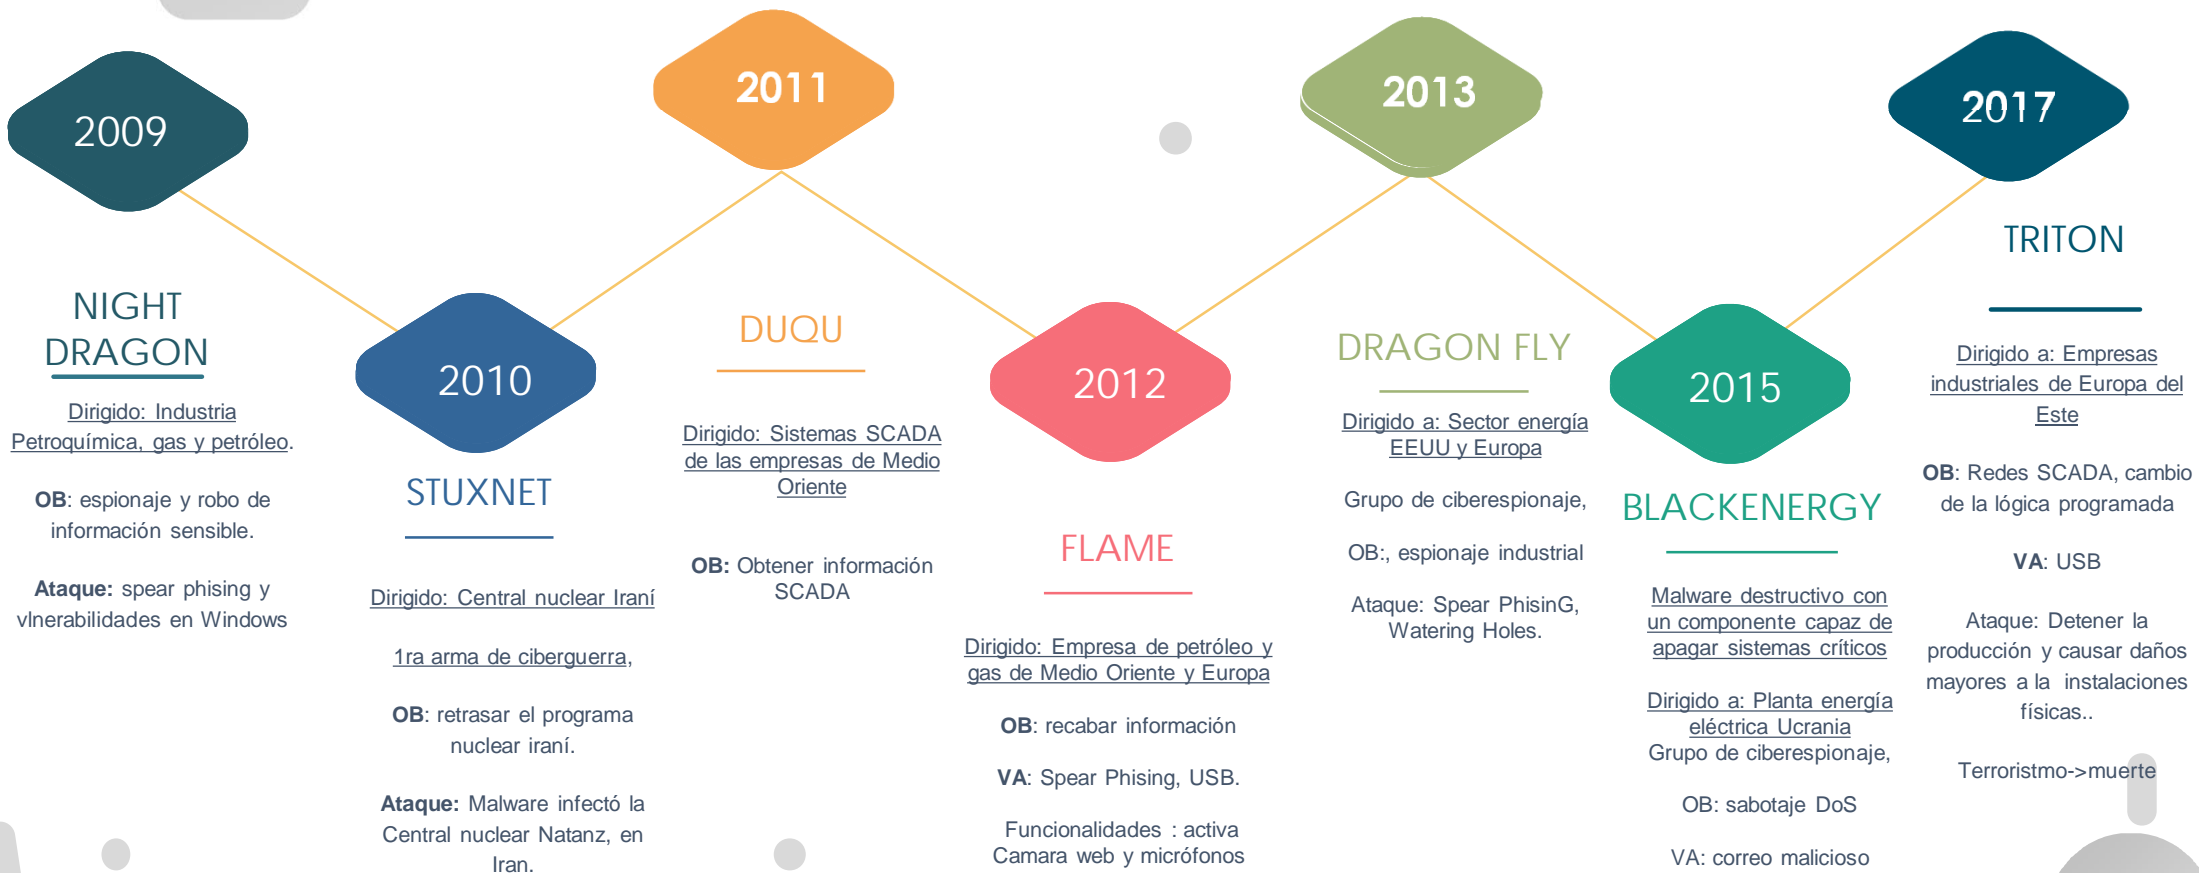 2009
NIGHT
DRAGON
Dirigido: Industria
Petroquímica, gas y petróleo.
OB: espionaje y robo de
información sensible.
Ataque: spear phising y
vlnerabilidades en Windows
2010
STUXNET
Dirigido: Central nuclear Iraní
1ra arma de ciberguerra,
OB: retrasar el programa
nuclear iraní.
Ataque: Malware infectó la
Central nuclear Natanz, en
Iran.
2011
DUQU
Dirigido: Sistemas SCADA
de las empresas de Medio
Oriente
OB: Obtener información
SCADA
2012
FLAME
Dirigido: Empresa de petróleo y
gas de Medio Oriente y Europa
OB: recabar información
VA: Spear Phising, USB.
Funcionalidades : activa
Camara web y micrófonos
2013
DRAGON FLY
Dirigido a: Sector energía
EEUU y Europa
Grupo de ciberespionaje,
OB:, espionaje industrial
Ataque: Spear PhisinG,
Watering Holes.
2015
BLACKENERGY
Malware destructivo con
un componente capaz de
apagar sistemas críticos
Dirigido a: Planta energía
eléctrica Ucrania
Grupo de ciberespionaje,
OB: sabotaje DoS
VA: correo malicioso
2017
TRITON
Dirigido a: Empresas
industriales de Europa del
Este
OB: Redes SCADA, cambio
de la lógica programada
VA: USB
Ataque: Detener la
producción y causar daños
mayores a la instalaciones
físicas..
Terroristmo->muerte